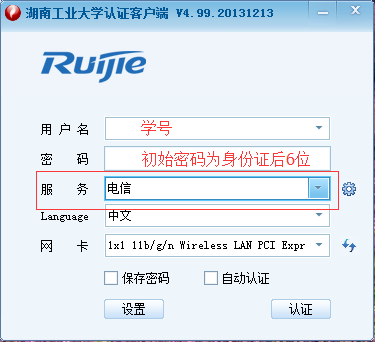 湖南工业大学认证客户端 V4.99.20131213
Ruijie
用户名 学号
密码 初始密码为身份证后6位
服务 电信
Language 中文
网卡 1x1 11b/g/n Wireless LAN PCI Expr
保存密码 自动认证
设置 认证